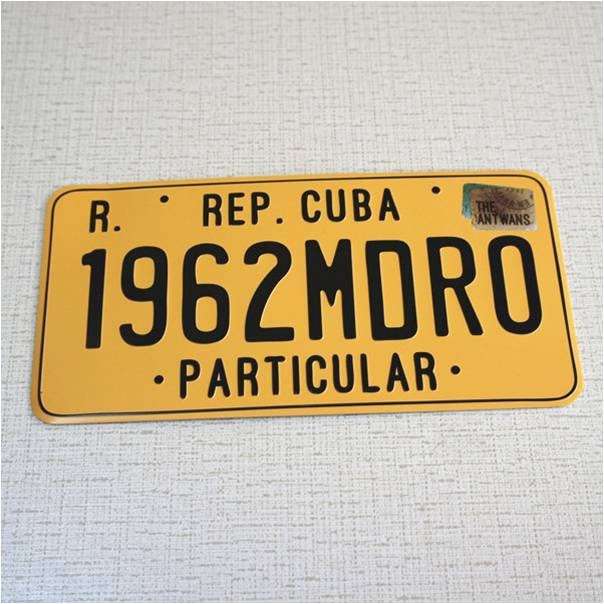 R. REP. CUBA
THE
ANTWANS
1962MDRO
• PARTICULAR •